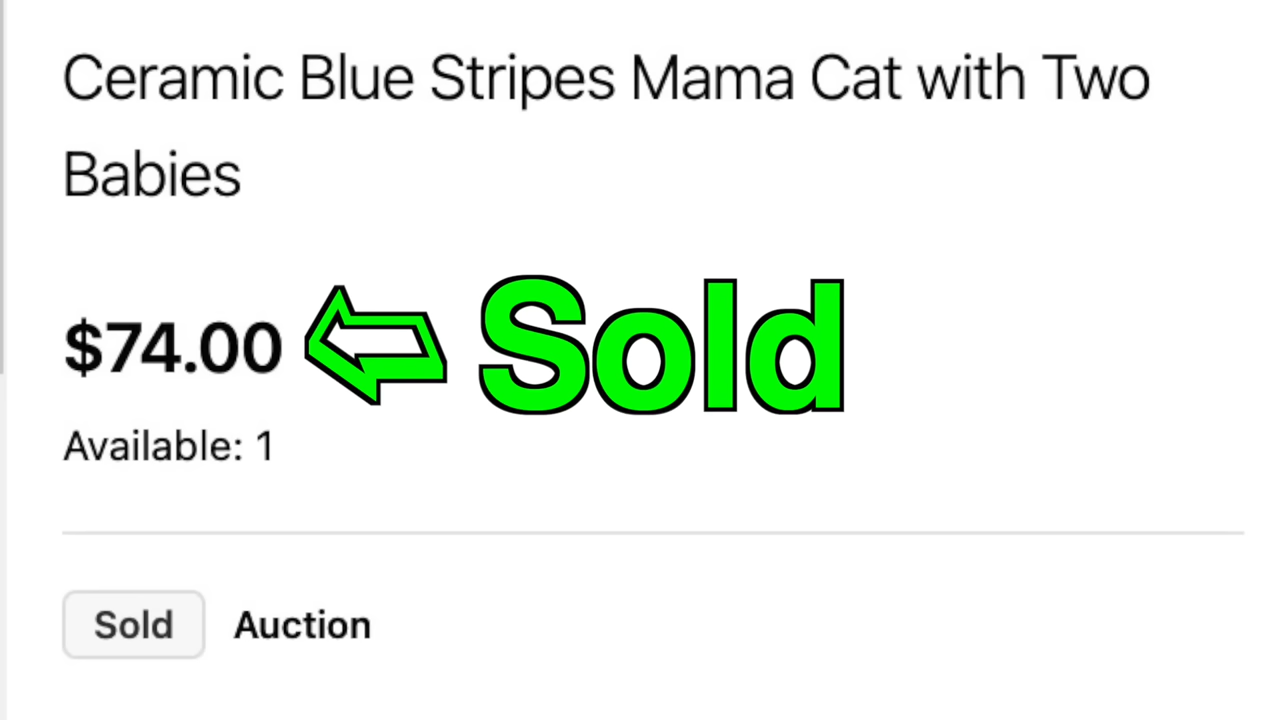 Ceramic Blue Stripes Mama Cat with Two
Babies
$74.00 Sold
Available: 1
Sold Auction